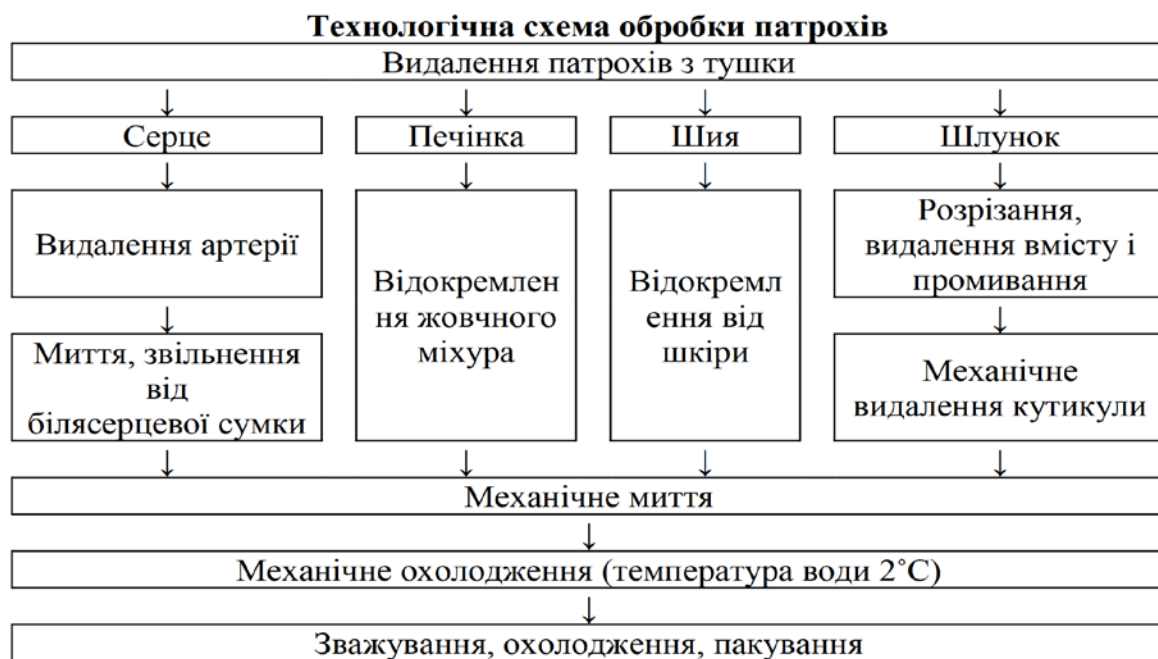 Технологічна схема обробки патрохів
Видалення патрохів з тушки
↓ ↓ ↓ ↓
Серце Печінка Шия Шлунок
↓ ↓ ↓ ↓
Видалення артерії
↓
Миття, звільнення
від
білясерцевої сумки
Відокремлен
ня жовчного
міхура
Відокремл
ення від
шкіри
Розрізання,
видалення вмісту і
промивання
↓
Механічне
видалення кутикули
↓ ↓ ↓ ↓
Механічне миття
↓
Механічне охолодження (температура води 2˚С)
↓
Зважування, охолодження, пакування